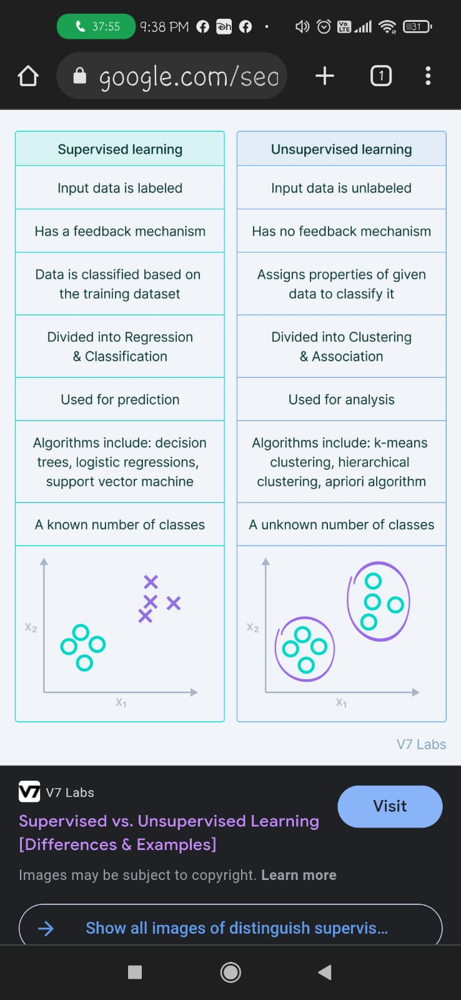 37:55 9:38 PM Dh Vo LTE 31
google.com/sea 1
Supervised learning
Input data is labeled
Has a feedback mechanism
Data is classified based on
the training dataset
Divided into Regression
& Classification
Used for prediction
Algorithms include: decision
trees, logistic regressions,
support vector machine
A known number of classes
X2
X1
Unsupervised learning
Input data is unlabeled
Has no feedback mechanism
Assigns properties of given
data to classify it
Divided into Clustering
& Association
Used for analysis
Algorithms include: k-means
clustering, hierarchical
clustering, apriori algorithm
A unknown number of classes
X2
X1
V7 Labs
V7 V7 Labs
Supervised vs. Unsupervised Learning
[Differences & Examples]
Visit
Images may be subject to copyright. Learn more
Show all images of distinguish supervis...